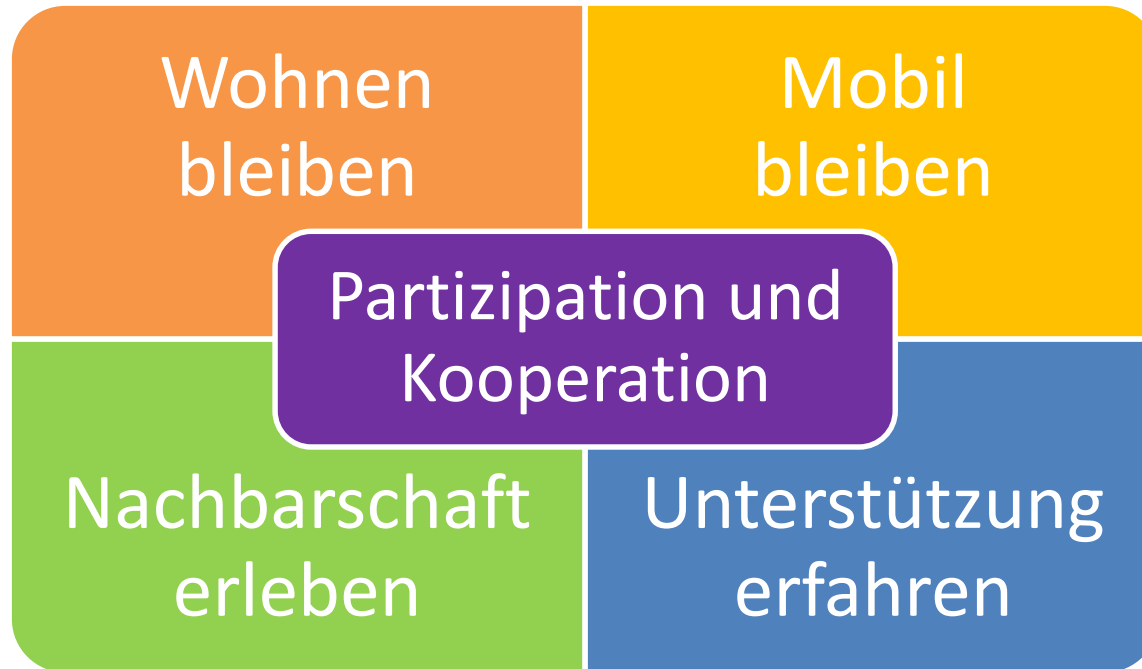 Wohnen
bleiben
Mobil
bleiben
Partizipation und
Kooperation
Nachbarschaft
erleben
Unterstützung
erfahren